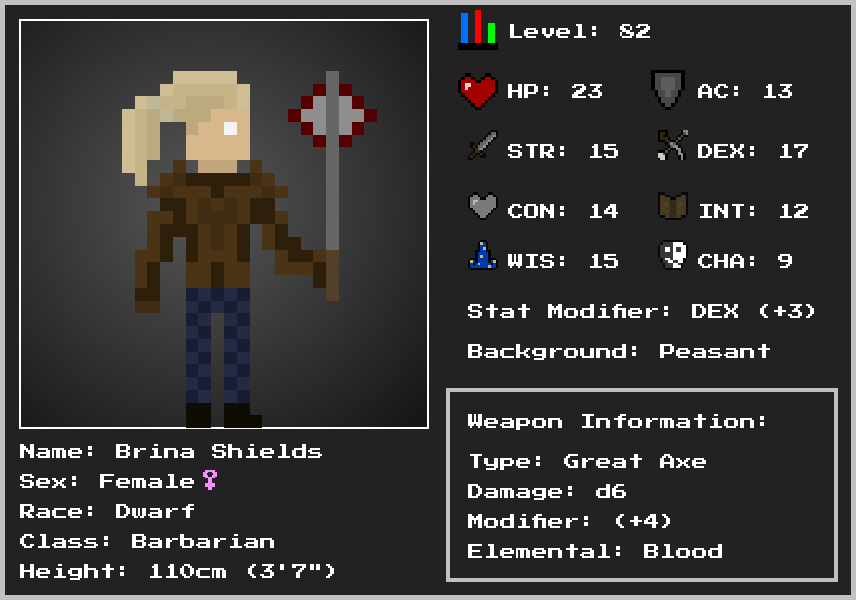 Level: 82
HP: 23
AC: 13
STR: 15
DEX: 17
CON: 14
INT: 12
WIS: 15
CHA: 9
Stat Modifier: DEX (+3)
Background: Peasant
Name: Brina Shields
Sex: Female♀
Race: Dwarf
Class: Barbarian
Height: 110cm (3'7")
Weapon Information:
Type: Great Axe
Damage: d6
Modifier: (+4)
Elemental: Blood